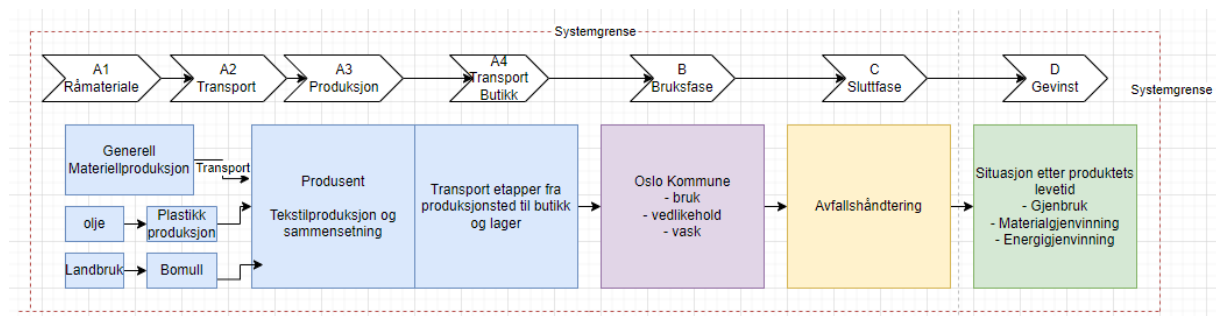 Systemgrense
A1
Råmateriale
A2
Transport
A3
Produksjon
A4
Transport
Butikk
B
Bruksfase
C
Sluttfase
D
Gevinst
Systemgrense
Generell
Materiellproduksjon
Transport
olje
Plastikk
produksjon
Landbruk
Bomull
Produsent
Tekstilproduksjon og
sammensetning
Transport etapper fra
produksjonsted til butikk
og lager
Oslo Kommune
- bruk
- vedlikehold
- vask
Avfallshåndtering
Situasjon etter produktets
levetid
- Gjenbruk
- Materialgjenvinning
- Energigjenvinning